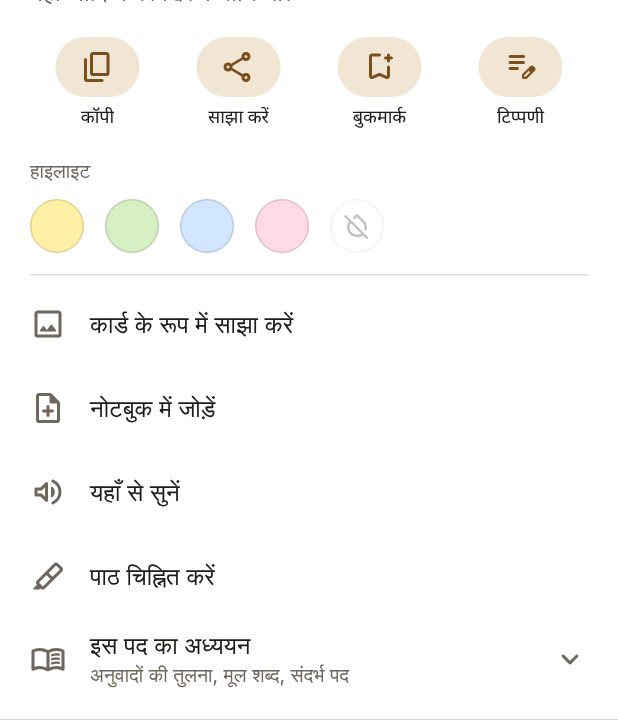 कॉपी
साझा करें
बुकमार्क
टिप्पणी
हाइलाइट
कार्ड के रूप में साझा करें
नोटबुक में जोड़ें
यहाँ से सुनें
पाठ चिह्नित करें
इस पद का अध्ययन
अनुवादों की तुलना, मूल शब्द, संदर्भ पद